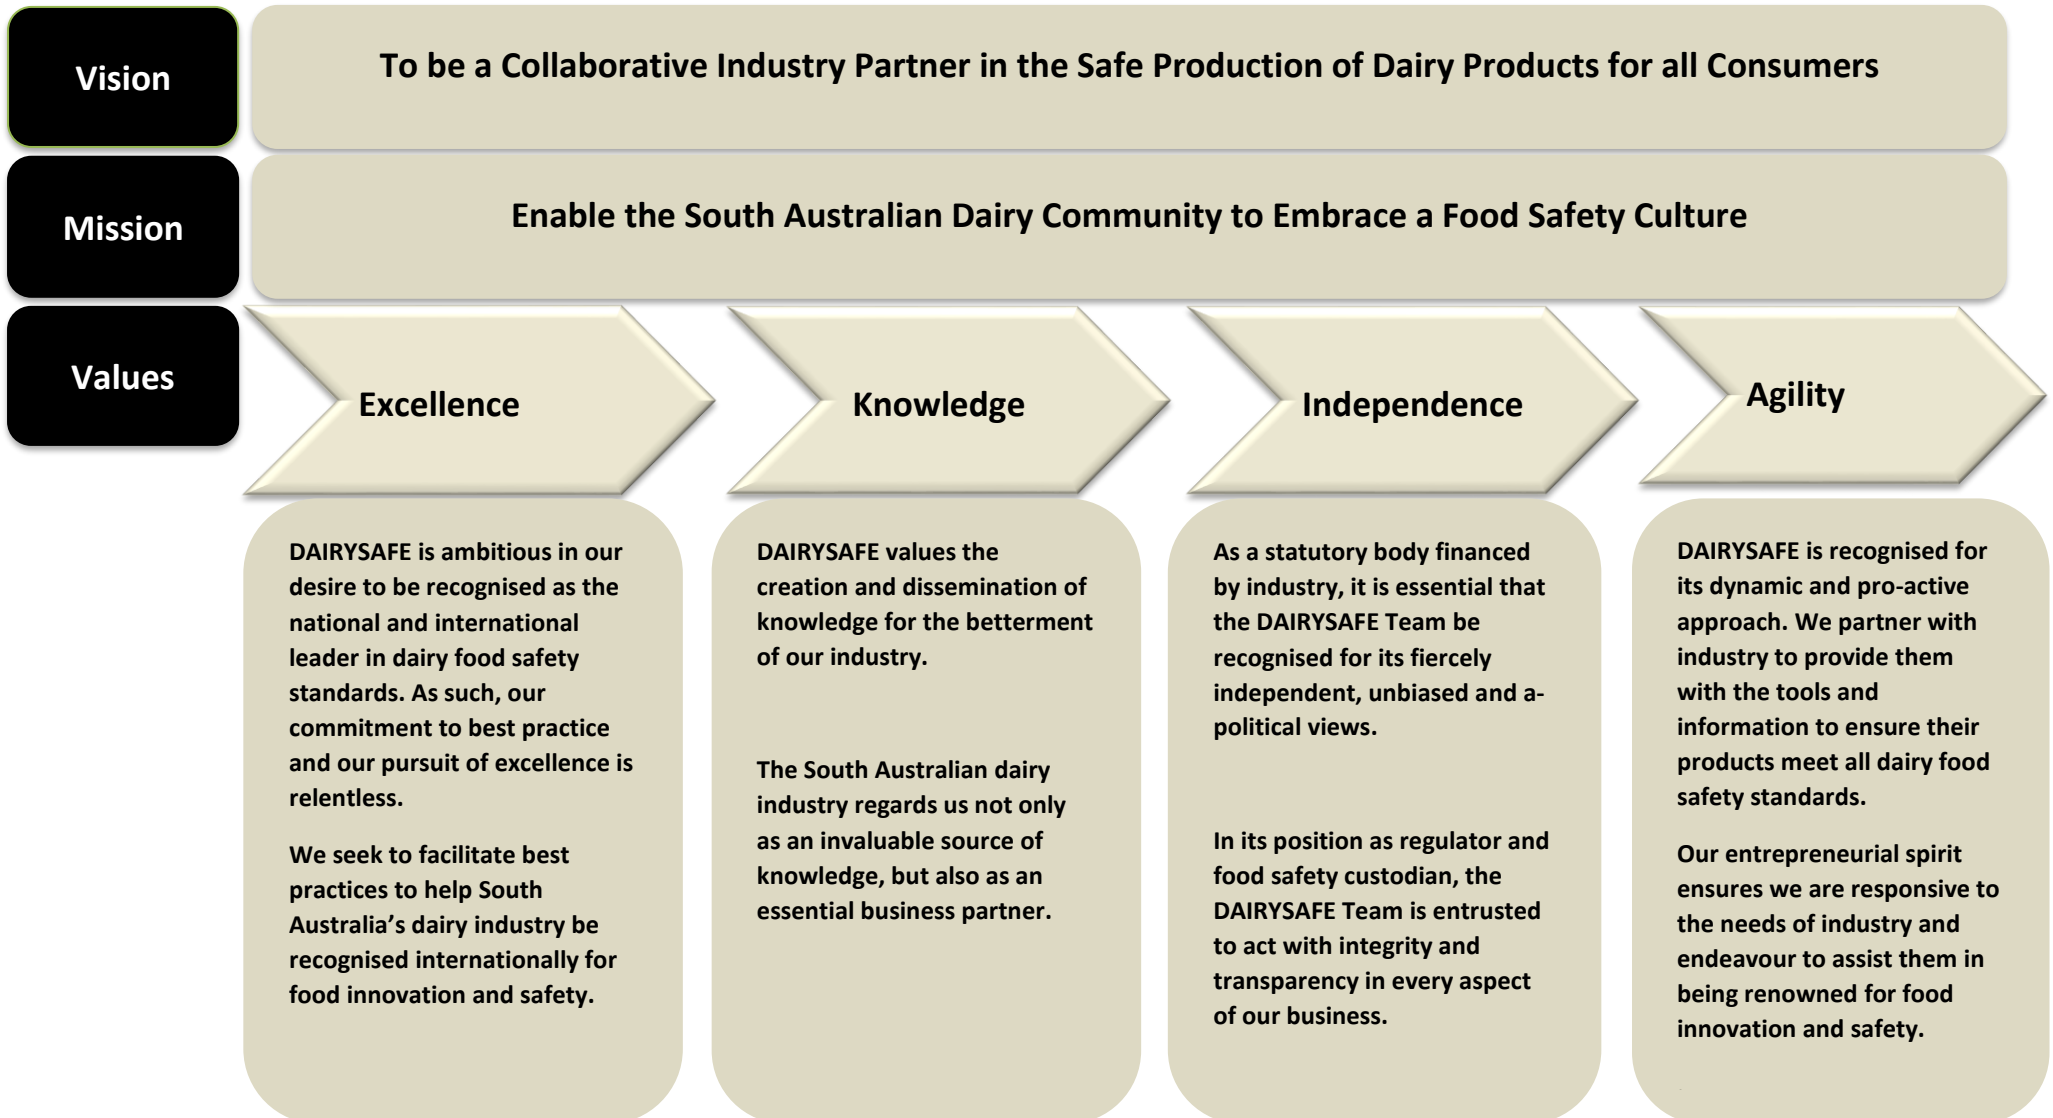 Vision
To be a Collaborative Industry Partner in the Safe Production of Dairy Products for all Consumers
Mission
Enable the South Australian Dairy Community to Embrace a Food Safety Culture
Values
Excellence
Knowledge
Independence
Agility
DAIRYSAFE is ambitious in our
desire to be recognised as the
national and international
leader in dairy food safety
standards. As such, our
commitment to best practice
and our pursuit of excellence is
relentless.
We seek to facilitate best
practices to help South
Australia’s dairy industry be
recognised internationally for
food innovation and safety.
DAIRYSAFE values the
creation and dissemination of
knowledge for the betterment
of our industry.
The South Australian dairy
industry regards us not only
as an invaluable source of
knowledge, but also as an
essential business partner.
As a statutory body financed
by industry, it is essential that
the DAIRYSAFE Team be
recognised for its fiercely
independent, unbiased and a-
political views.
In its position as regulator and
food safety custodian, the
DAIRYSAFE Team is entrusted
to act with integrity and
transparency in every aspect
of our business.
DAIRYSAFE is recognised for
its dynamic and pro-active
approach. We partner with
industry to provide them
with the tools and
information to ensure their
products meet all dairy food
safety standards.
Our entrepreneurial spirit
ensures we are responsive to
the needs of industry and
endeavour to assist them in
being renowned for food
innovation and safety.